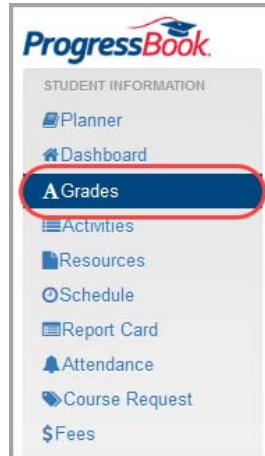 ProgressBook
STUDENT INFORMATION
Planner
Dashboard
A Grades
Activities
Resources
Schedule
Report Card
Attendance
Course Request
$Fees